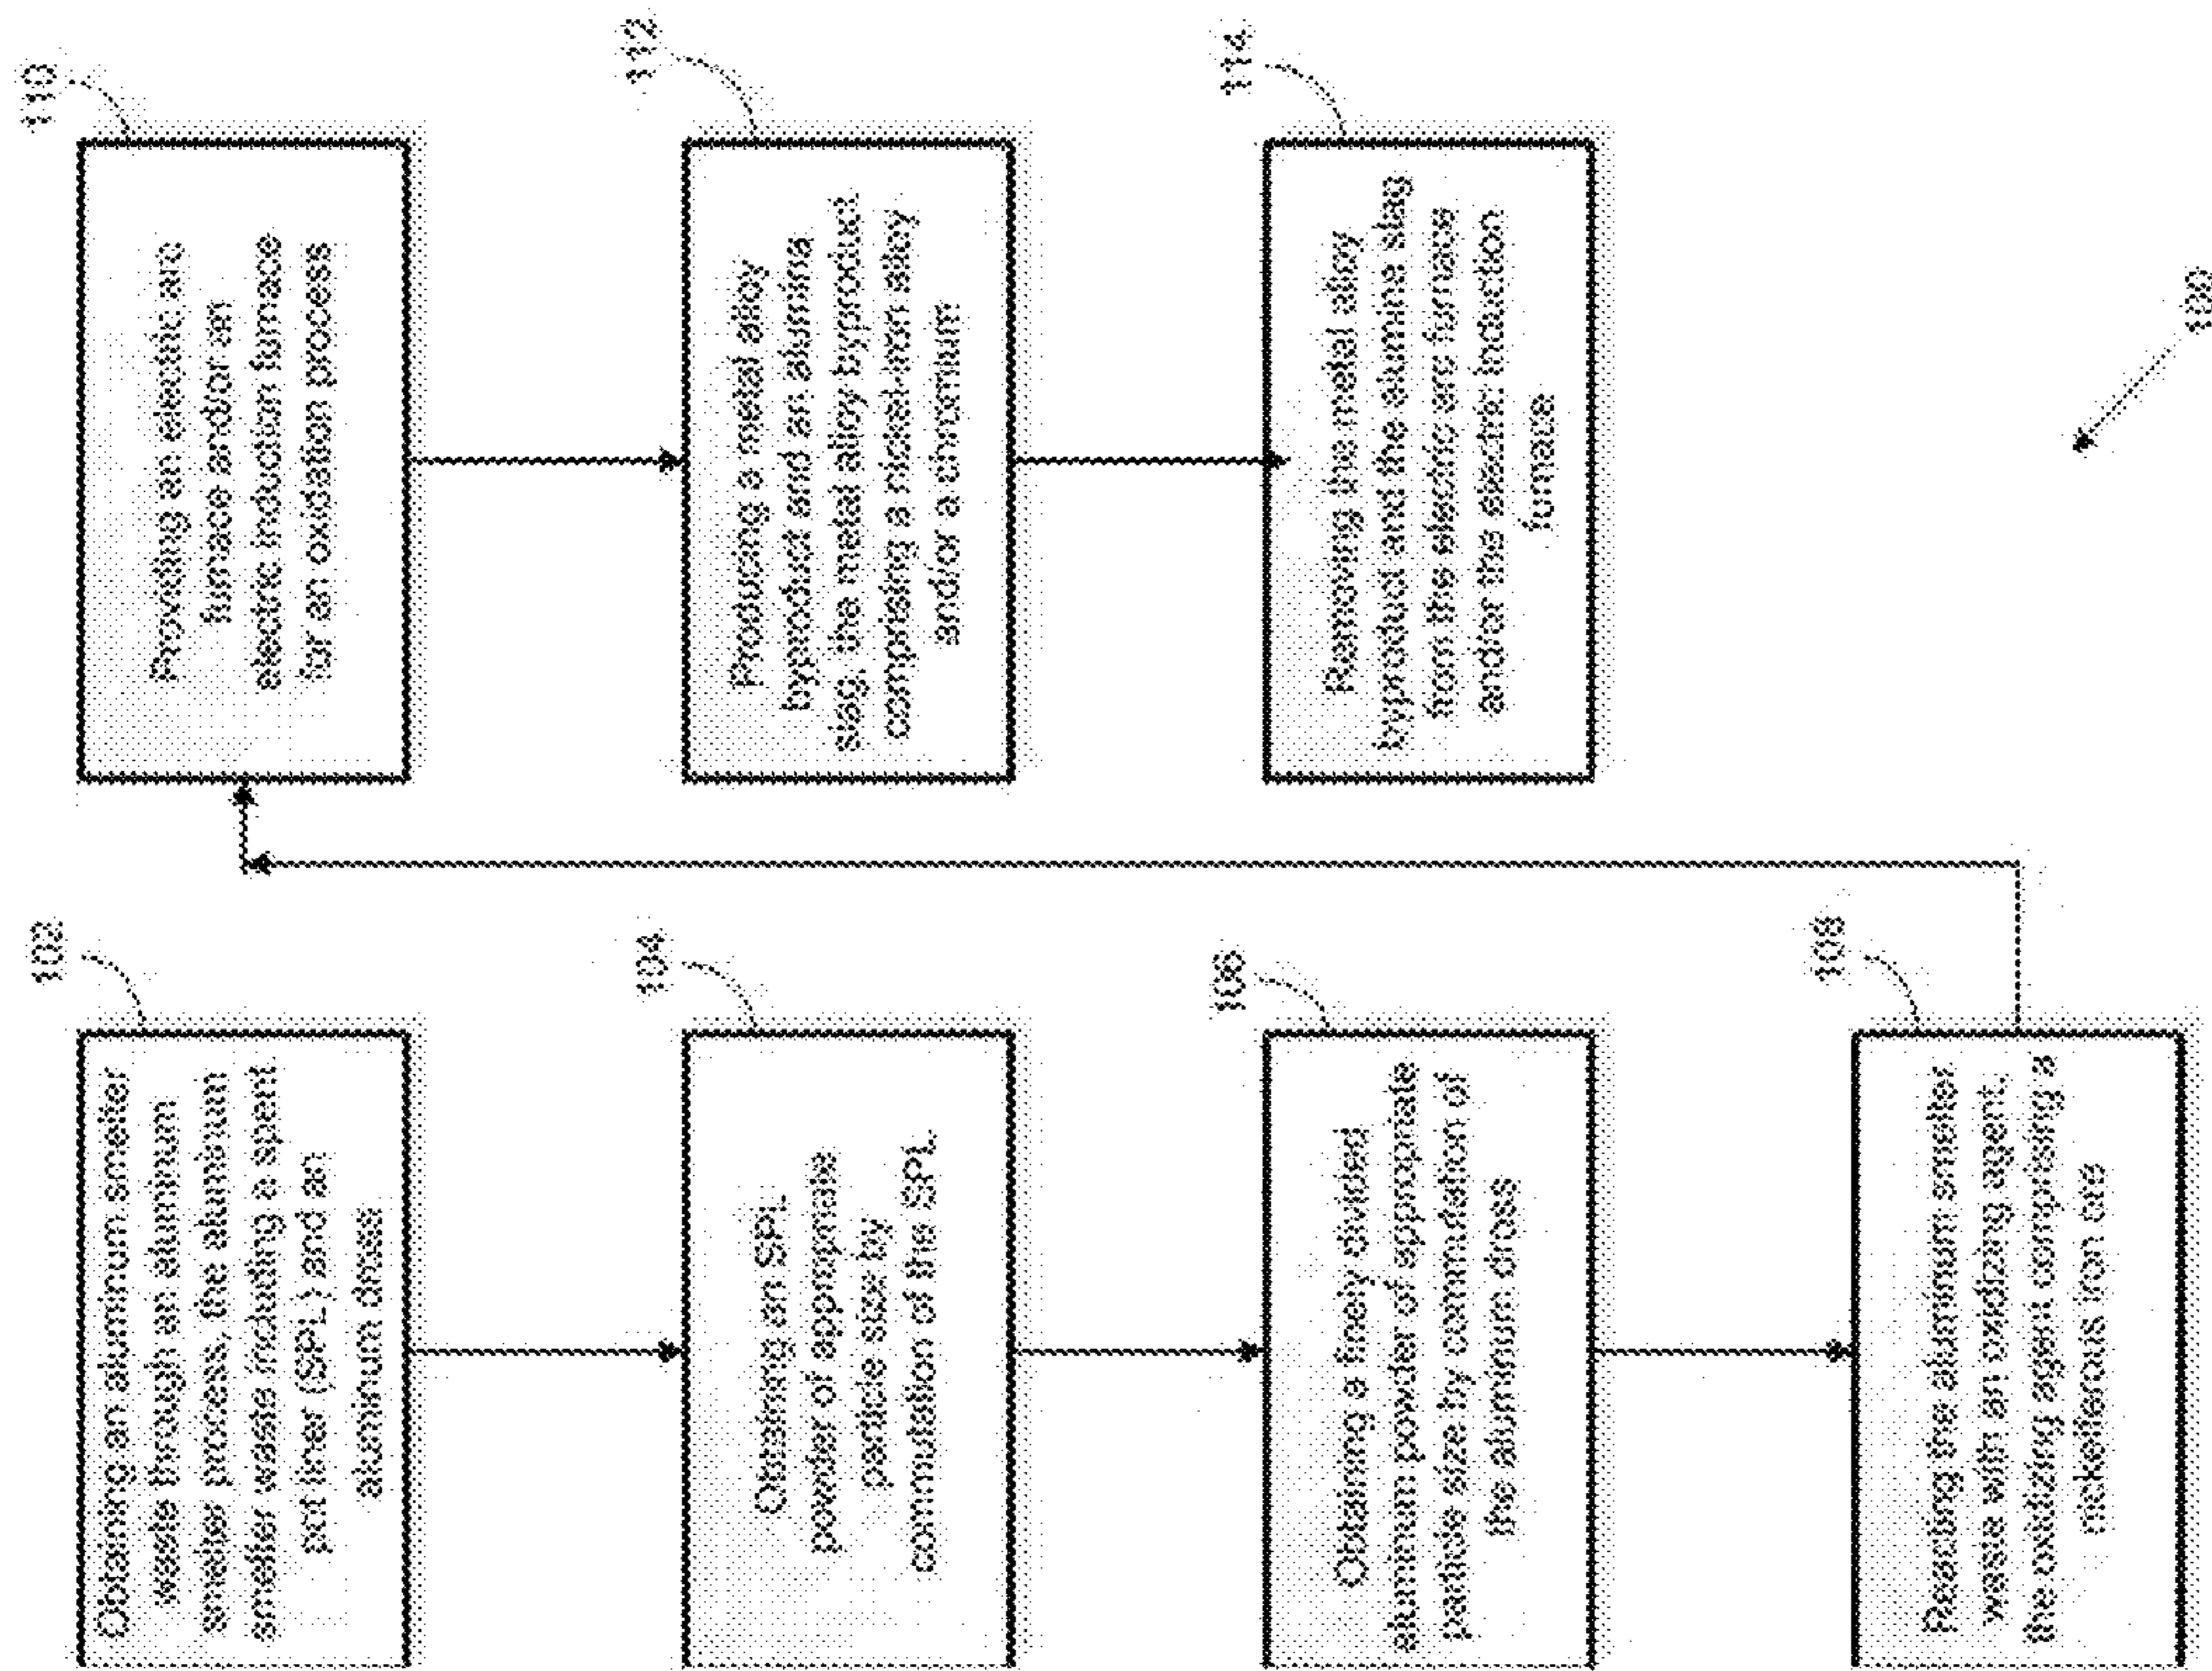 102
Obtaining an aluminum smelter
waste through an aluminum
smelter process, the aluminum
smelter waste including a spent
pot liner (SPL) and an
aluminum dross
104
Obtaining an SPL
powder of appropriate
particle size by
commutation of the SPL
106
Obtaining a finely divided
aluminum powder of appropriate
particle size by commutation of
the aluminum dross
108
Reacting the aluminum smelter
waste with an oxidizing agent,
the oxidizing agent comprising a
nickeliferous iron ore
110
Providing an electric arc
furnace and/or an
electric induction furnace
for an oxidation process
112
Producing a metal alloy
byproduct and an alumina
slag, the metal alloy byproduct
comprising a nickel-iron alloy
and/or a chromium
114
Removing the metal alloy
byproduct and the alumina slag
from the electric arc furnace
and/or the electric induction
furnace
100